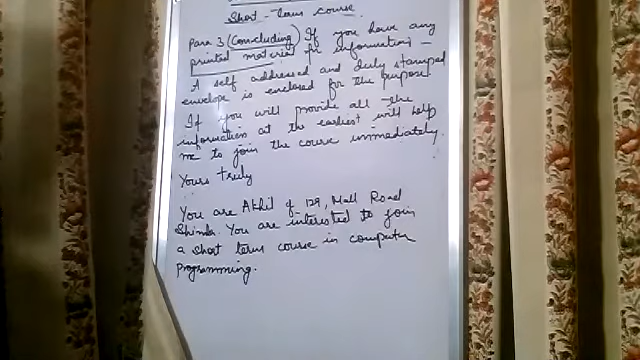 Short-Term course
Para 3 (Concluding) If you have any
printed material for information -
A self addressed and duly stamped
envelope is enclosed for the purpose
If you will provide all the
information at the earliest will help
me to join the course immediately.
Yours truly
You are Akhil of 129, Mall Road
Shimla. You are interested to join
a short term course in computer
programming.